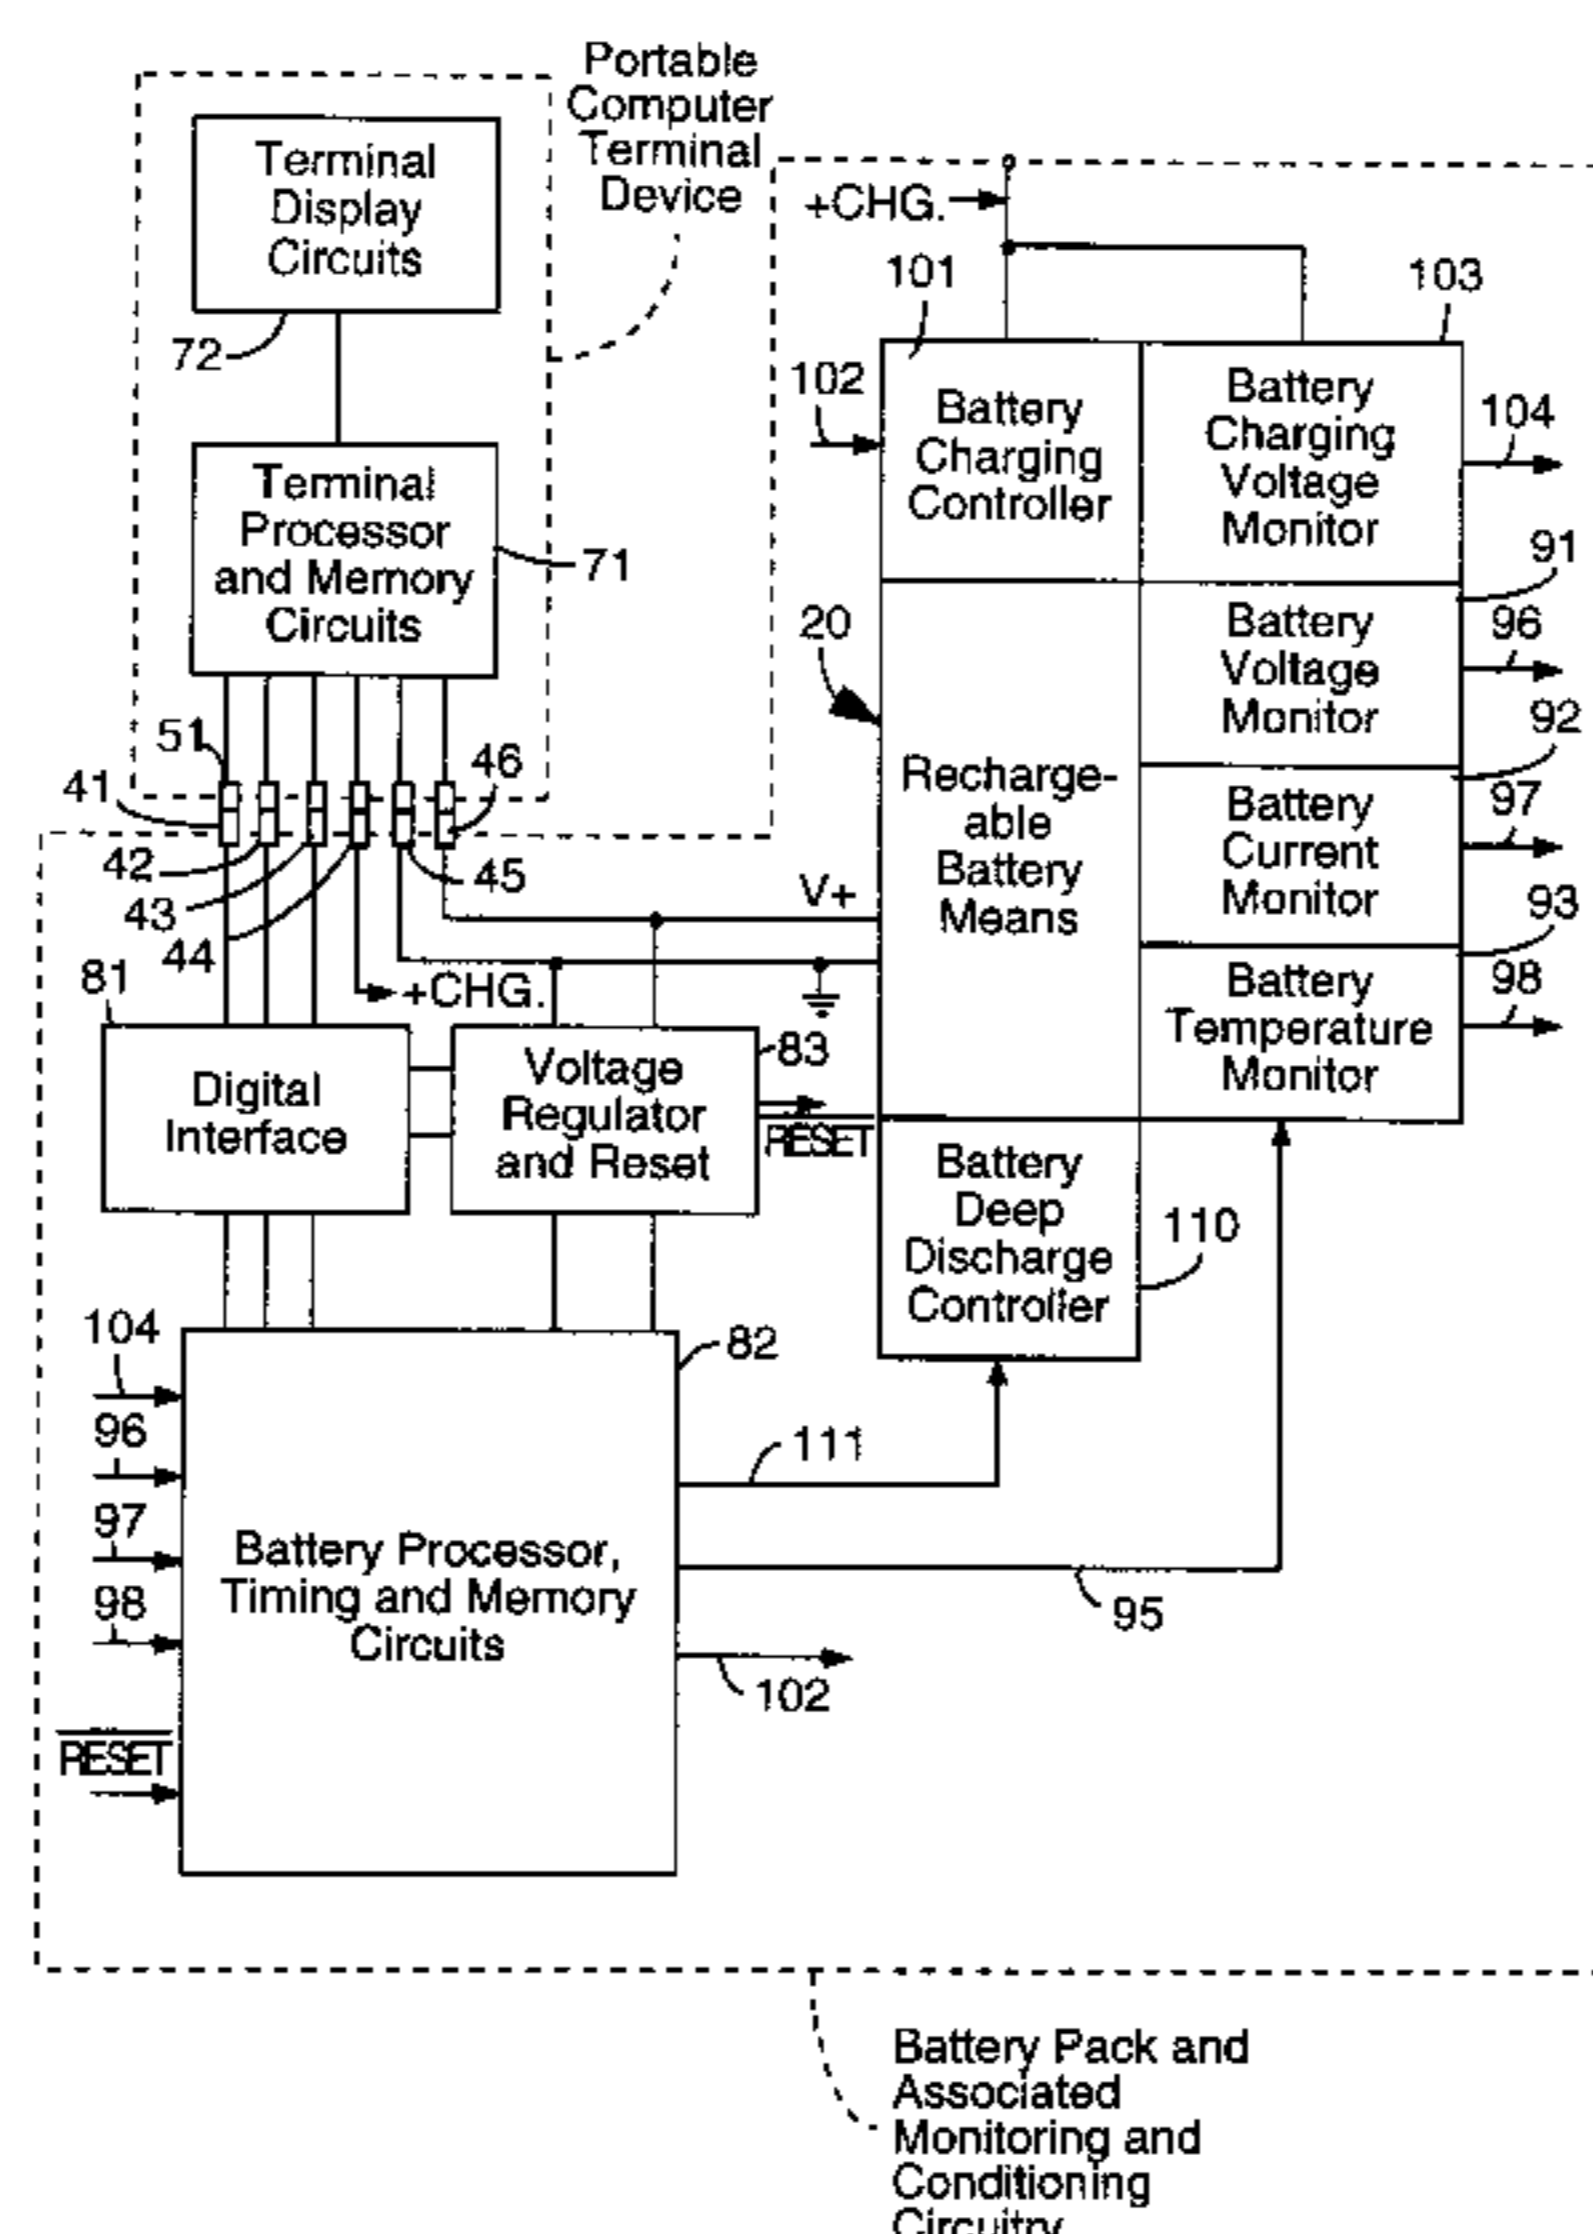 Portable
Computer
Terminal
Device
Terminal
Display
Circuits
72
Terminal
Processor
and Memory
Circuits
71
51
41
42
43
44
45
46
+CHG.
101
103
102
Battery
Charging
Controller
Battery
Charging
Voltage
Monitor
104
91
20
Battery
Voltage
Monitor
96
92
Recharge-
able
Battery
Means
Battery
Current
Monitor
97
93
Battery
Temperature
Monitor
98
V+
+CHG.
81
Digital
Interface
Voltage
Regulator
and Reset
83
RESET
Battery
Deep
Discharge
Controller
110
104
96
97
98
RESET
82
Battery Processor,
Timing and Memory
Circuits
111
95
102
Battery Pack and
Associated
Monitoring and
Conditioning
Circuitry